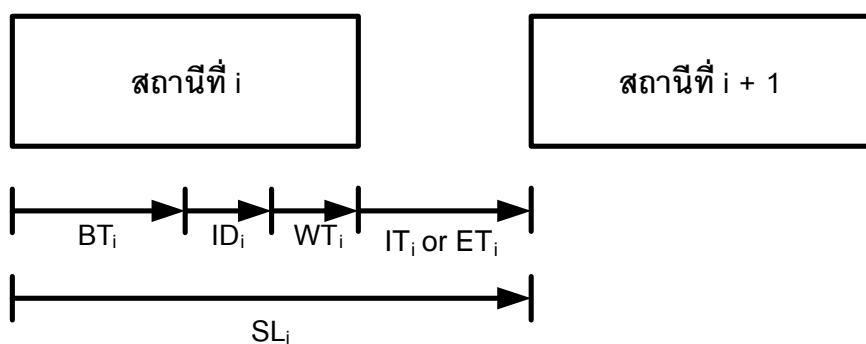 สถานีที่ i
สถานีที่ i + 1
BTi
IDi
WTi
ITi or ETi
SLi